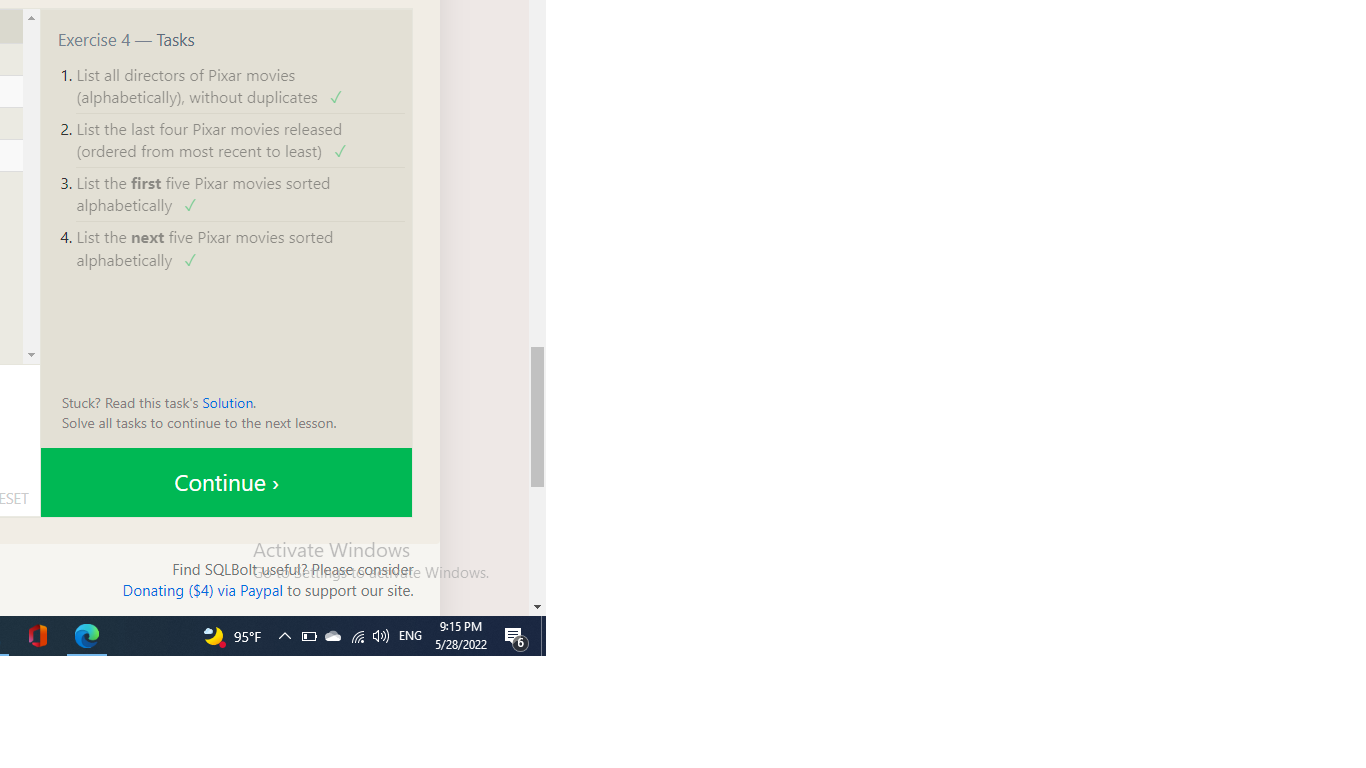 Exercise 4 — Tasks
1. List all directors of Pixar movies
(alphabetically), without duplicates ✓
2. List the last four Pixar movies released
(ordered from most recent to least) ✓
3. List the first five Pixar movies sorted
alphabetically ✓
4. List the next five Pixar movies sorted
alphabetically ✓
Stuck? Read this task's Solution.
Solve all tasks to continue to the next lesson.
Continue ›
ESET
Activate Windows
Go to Settings to activate Windows.
Find SQLBolt useful? Please consider
Donating ($4) via Paypal to support our site.
95°F
ENG
9:15 PM
5/28/2022
6